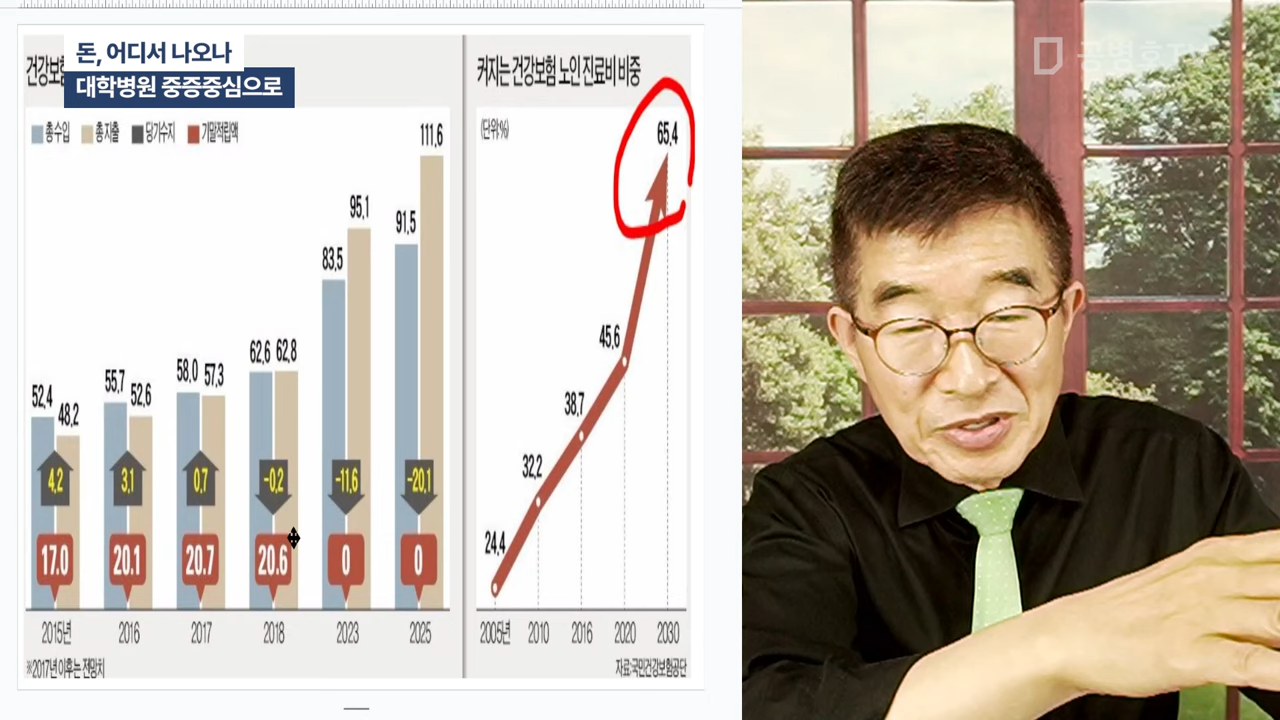 돈, 어디서 나오나
대학병원 중증중심으로
건강보험
총수입 총지출 당기수지 기말적립액
52.4 48.2
55.7 52.6
58.0 57.3
62.6 62.8
83.5 95.1
91.5 111.6
4.2 3.1 0.7 -0.2 -11.6 -20.1
17.0 20.1 20.7 20.6 0 0
2015년 2016 2017 2018 2023 2025
※2017년 이후는 전망치
커지는 건강보험 노인 진료비 비중
(단위:%)
65.4
45.6
38.7
32.2
24.4
2005년 2010 2016 2020 2030
자료:국민건강보험공단
공병호TV